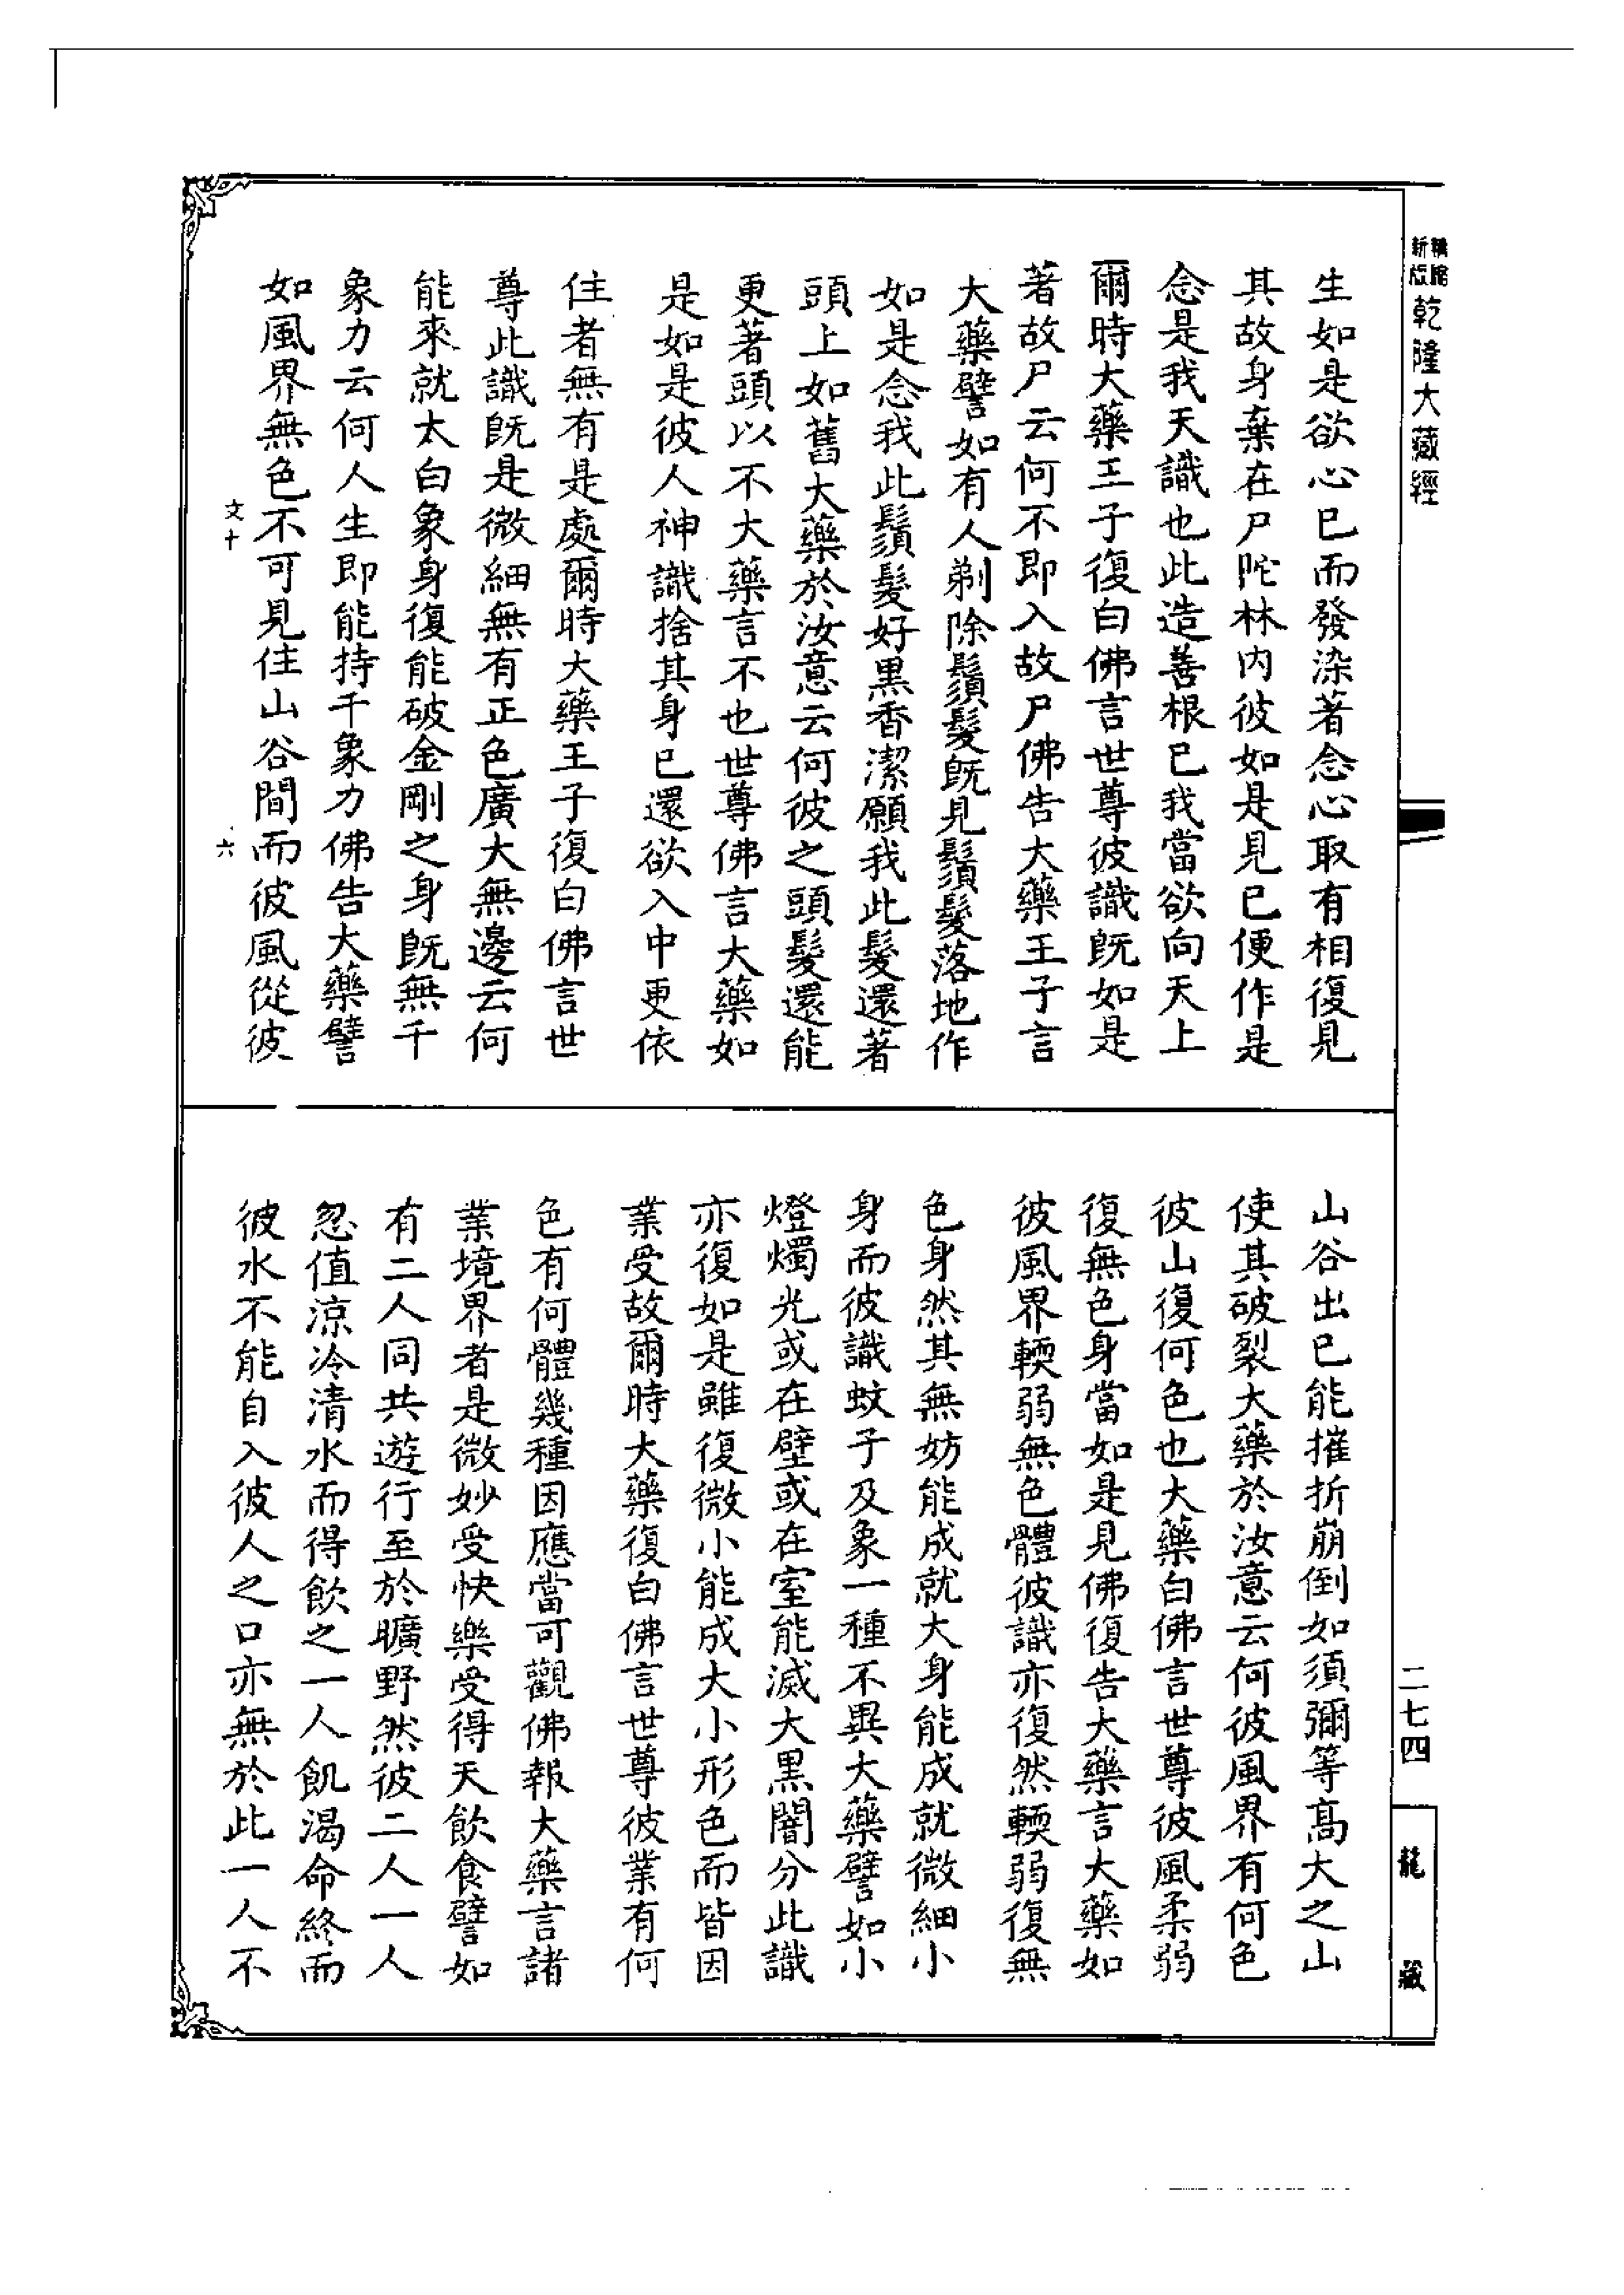 新版 精縮 乾隆大藏經
生如是欲心已而發染著念心取有相復見
其故身棄在尸陀林內彼如是見已便作是
念是我天識也此造善根已我當欲向天上
爾時大藥王子復白佛言世尊彼識旣如是
著故尸云何不即入故尸佛告大藥王子言
大藥譬如有人剃除鬚髮旣見鬚髮落地作
如是念我此鬚髮好黑香潔願我此髮還著
頭上如舊大藥於汝意云何彼之頭髮還能
更著頭以不大藥言不也世尊佛言大藥如
是如是彼人神識捨其身已還欲入中更依
住者無有是處爾時大藥王子復白佛言世
尊此識旣是微細無有正色廣大無邊云何
能來就太白象身復能破金剛之身旣無千
象力云何人生即能持千象力佛告大藥譬
如風界無色不可見住山谷間而彼風從彼
文十 六
山谷出已能摧折崩倒如須彌等高大之山
使其破裂大藥於汝意云何彼風界有何色
彼山復何色也大藥白佛言世尊彼風柔弱
復無色身當如是見佛復告大藥言大藥如
彼風界輭弱無色體彼識亦復然輭弱復無
色身然其無妨能成就大身能成就微細小
身而彼識蚊子及象一種不異大藥譬如小
燈燭光或在壁或在室能滅大黑闇分此識
亦復如是雖復微小能成大小形色而皆因
業受故爾時大藥復白佛言世尊彼業有何
色有何體幾種因應當可觀佛報大藥言諸
業境界者是微妙受快樂受得天飲食譬如
有二人同共遊行至於曠野然彼二人一人
忽值涼冷清水而得飲之一人飢渴命終而
彼水不能自入彼人之口亦無於此一人不
二七四
龍藏